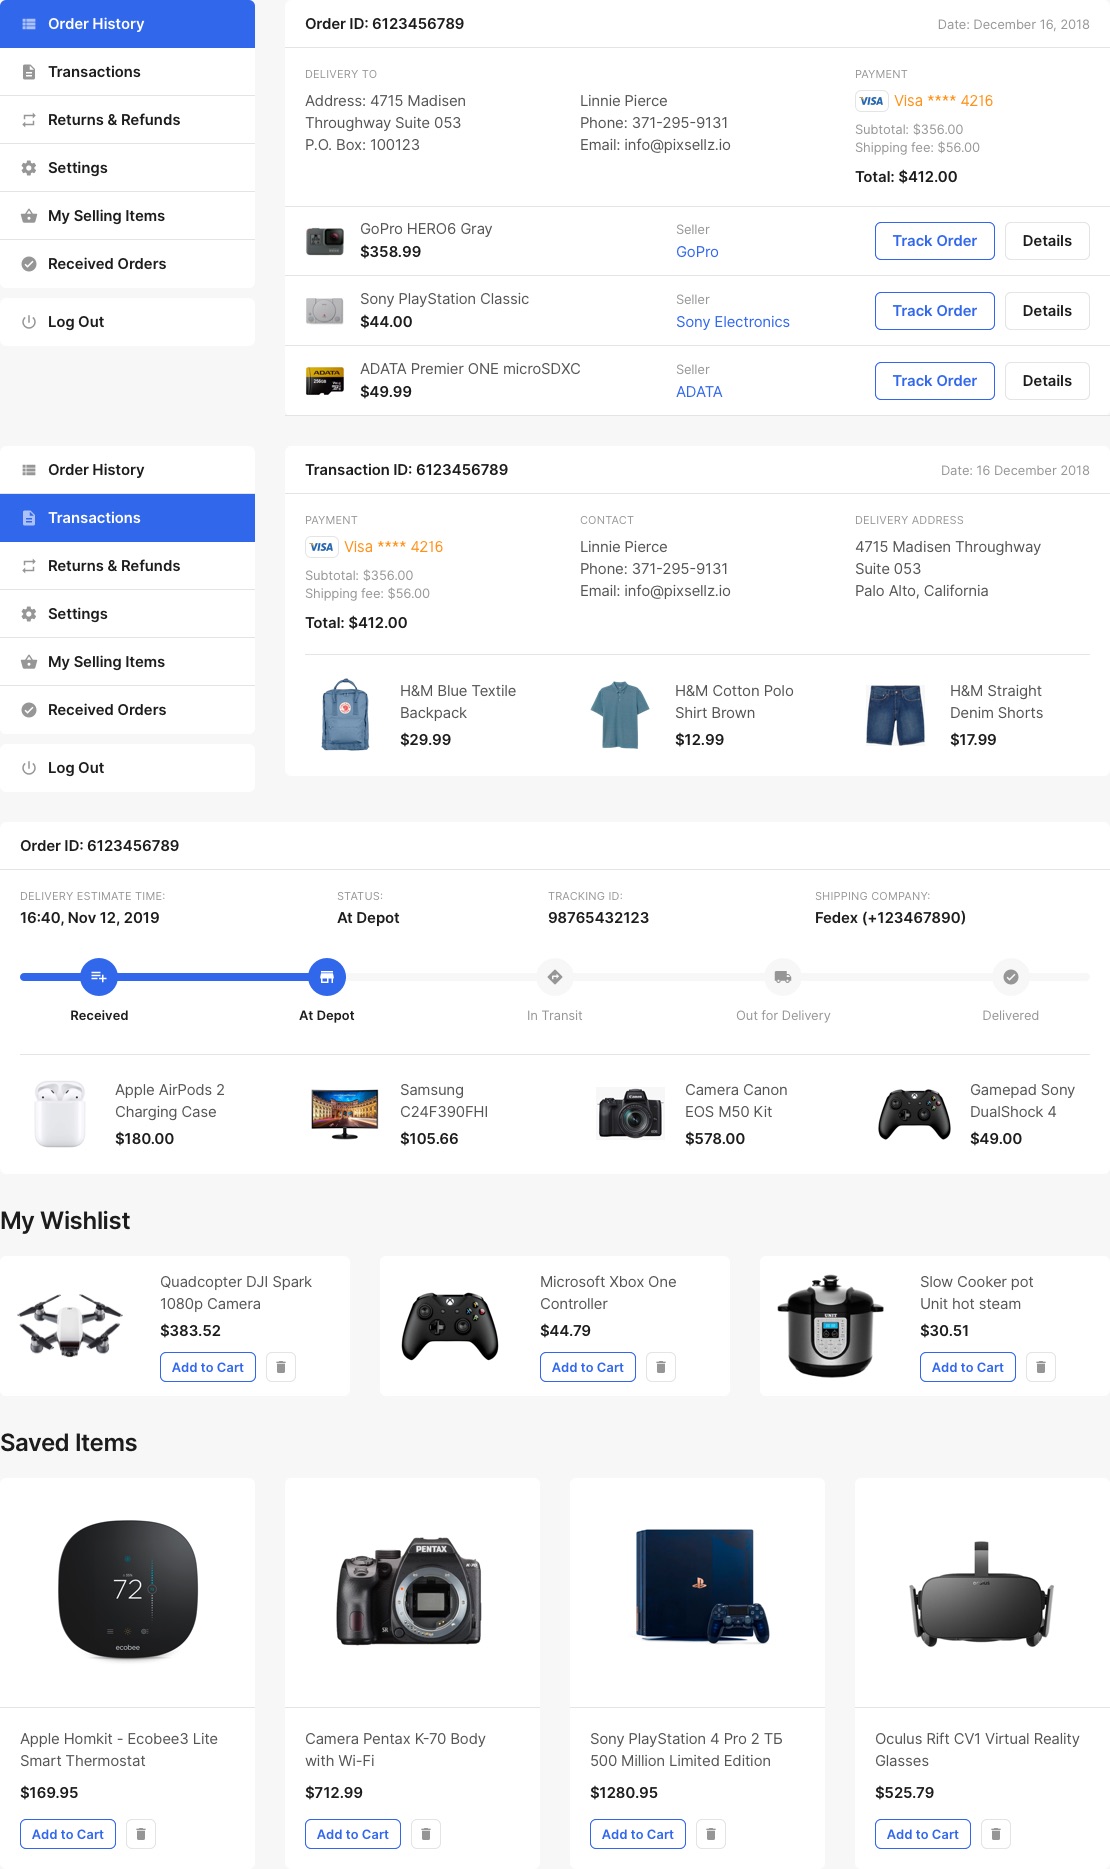 Order History
Transactions
Returns & Refunds
Settings
My Selling Items
Received Orders
Log Out
Order ID: 6123456789
Date: December 16, 2018
DELIVERY TO
Address: 4715 Madisen
Throughway Suite 053
P.O. Box: 100123
Linnie Pierce
Phone: 371-295-9131
Email: info@pixsellz.io
PAYMENT
VISA Visa **** 4216
Subtotal: $356.00
Shipping fee: $56.00
Total: $412.00
GoPro HERO6 Gray
$358.99
Seller
GoPro
Track Order
Details
Sony PlayStation Classic
$44.00
Seller
Sony Electronics
Track Order
Details
ADATA
256GB
ADATA Premier ONE microSDXC
$49.99
Seller
ADATA
Track Order
Details
Order History
Transactions
Returns & Refunds
Settings
My Selling Items
Received Orders
Log Out
Transaction ID: 6123456789
Date: 16 December 2018
PAYMENT
VISA Visa **** 4216
Subtotal: $356.00
Shipping fee: $56.00
Total: $412.00
CONTACT
Linnie Pierce
Phone: 371-295-9131
Email: info@pixsellz.io
DELIVERY ADDRESS
4715 Madisen Throughway
Suite 053
Palo Alto, California
H&M Blue Textile
Backpack
$29.99
H&M Cotton Polo
Shirt Brown
$12.99
H&M Straight
Denim Shorts
$17.99
Order ID: 6123456789
DELIVERY ESTIMATE TIME:
16:40, Nov 12, 2019
STATUS:
At Depot
TRACKING ID:
98765432123
SHIPPING COMPANY:
Fedex (+123467890)
Received
At Depot
In Transit
Out for Delivery
Delivered
Apple AirPods 2
Charging Case
$180.00
Samsung
C24F390FHI
$105.66
Canon
Camera Canon
EOS M50 Kit
$578.00
Gamepad Sony
DualShock 4
$49.00
My Wishlist
Quadcopter DJI Spark
1080p Camera
$383.52
Add to Cart
Microsoft Xbox One
Controller
$44.79
Add to Cart
UNIT
Slow Cooker pot
Unit hot steam
$30.51
Add to Cart
Saved Items
72
ecobee
Apple Homkit - Ecobee3 Lite
Smart Thermostat
$169.95
Add to Cart
PENTAX
K-70
SR
Camera Pentax K-70 Body
with Wi-Fi
$712.99
Add to Cart
Sony PlayStation 4 Pro 2 ТБ
500 Million Limited Edition
$1280.95
Add to Cart
oculus
Oculus Rift CV1 Virtual Reality
Glasses
$525.79
Add to Cart